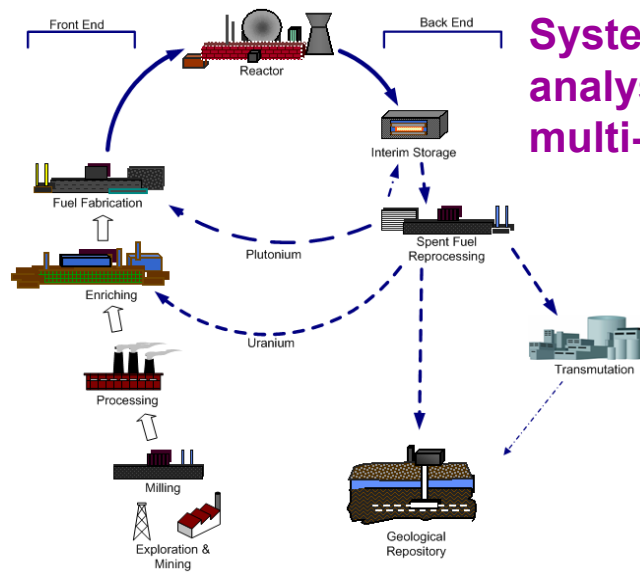 Front End
Back End
Reactor
Interim Storage
Fuel Fabrication
Plutonium
Spent Fuel
Reprocessing
Enriching
Uranium
Transmutation
Processing
Milling
Exploration &
Mining
Geological
Repository
Syste
analys
multi-